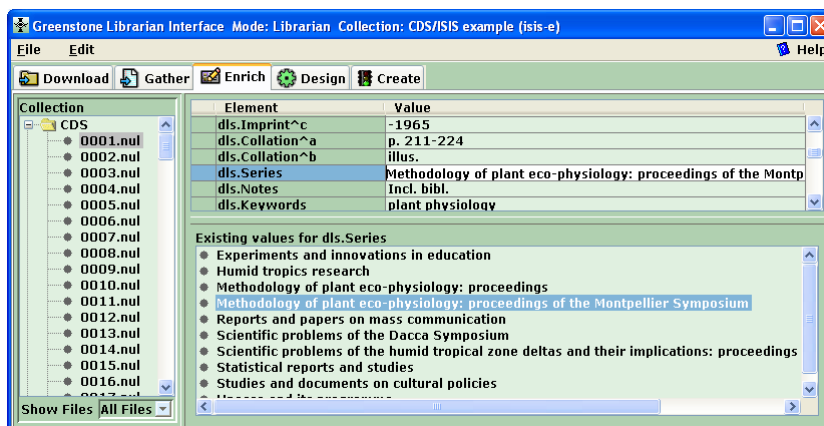 Greenstone Librarian Interface Mode: Librarian Collection: CDS/ISIS example (isis-e)
File Edit Help
Download Gather Enrich Design Create
Collection
CDS
0001.nul
0002.nul
0003.nul
0004.nul
0005.nul
0006.nul
0007.nul
0008.nul
0009.nul
0010.nul
0011.nul
0012.nul
0013.nul
0014.nul
0015.nul
0016.nul
0017.nul
Show Files All Files
Element Value
dls.Imprint^c -1965
dls.Collation^a p. 211-224
dls.Collation^b illus.
dls.Series Methodology of plant eco-physiology: proceedings of the Montp
dls.Notes Incl. bibl.
dls.Keywords plant physiology
Existing values for dls.Series
Experiments and innovations in education
Humid tropics research
Methodology of plant eco-physiology: proceedings
Methodology of plant eco-physiology: proceedings of the Montpellier Symposium
Reports and papers on mass communication
Scientific problems of the Dacca Symposium
Scientific problems of the humid tropical zone deltas and their implications: proceedings
Statistical reports and studies
Studies and documents on cultural policies
Unesco and its programme